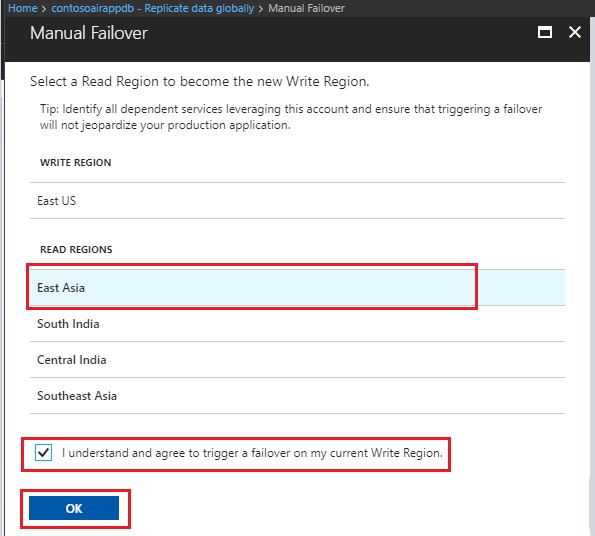 Home > contosoairappdb - Replicate data globally > Manual Failover
Manual Failover
Select a Read Region to become the new Write Region.
Tip: Identify all dependent services leveraging this account and ensure that triggering a failover
will not jeopardize your production application.
WRITE REGION
East US
READ REGIONS
East Asia
South India
Central India
Southeast Asia
I understand and agree to trigger a failover on my current Write Region.
OK